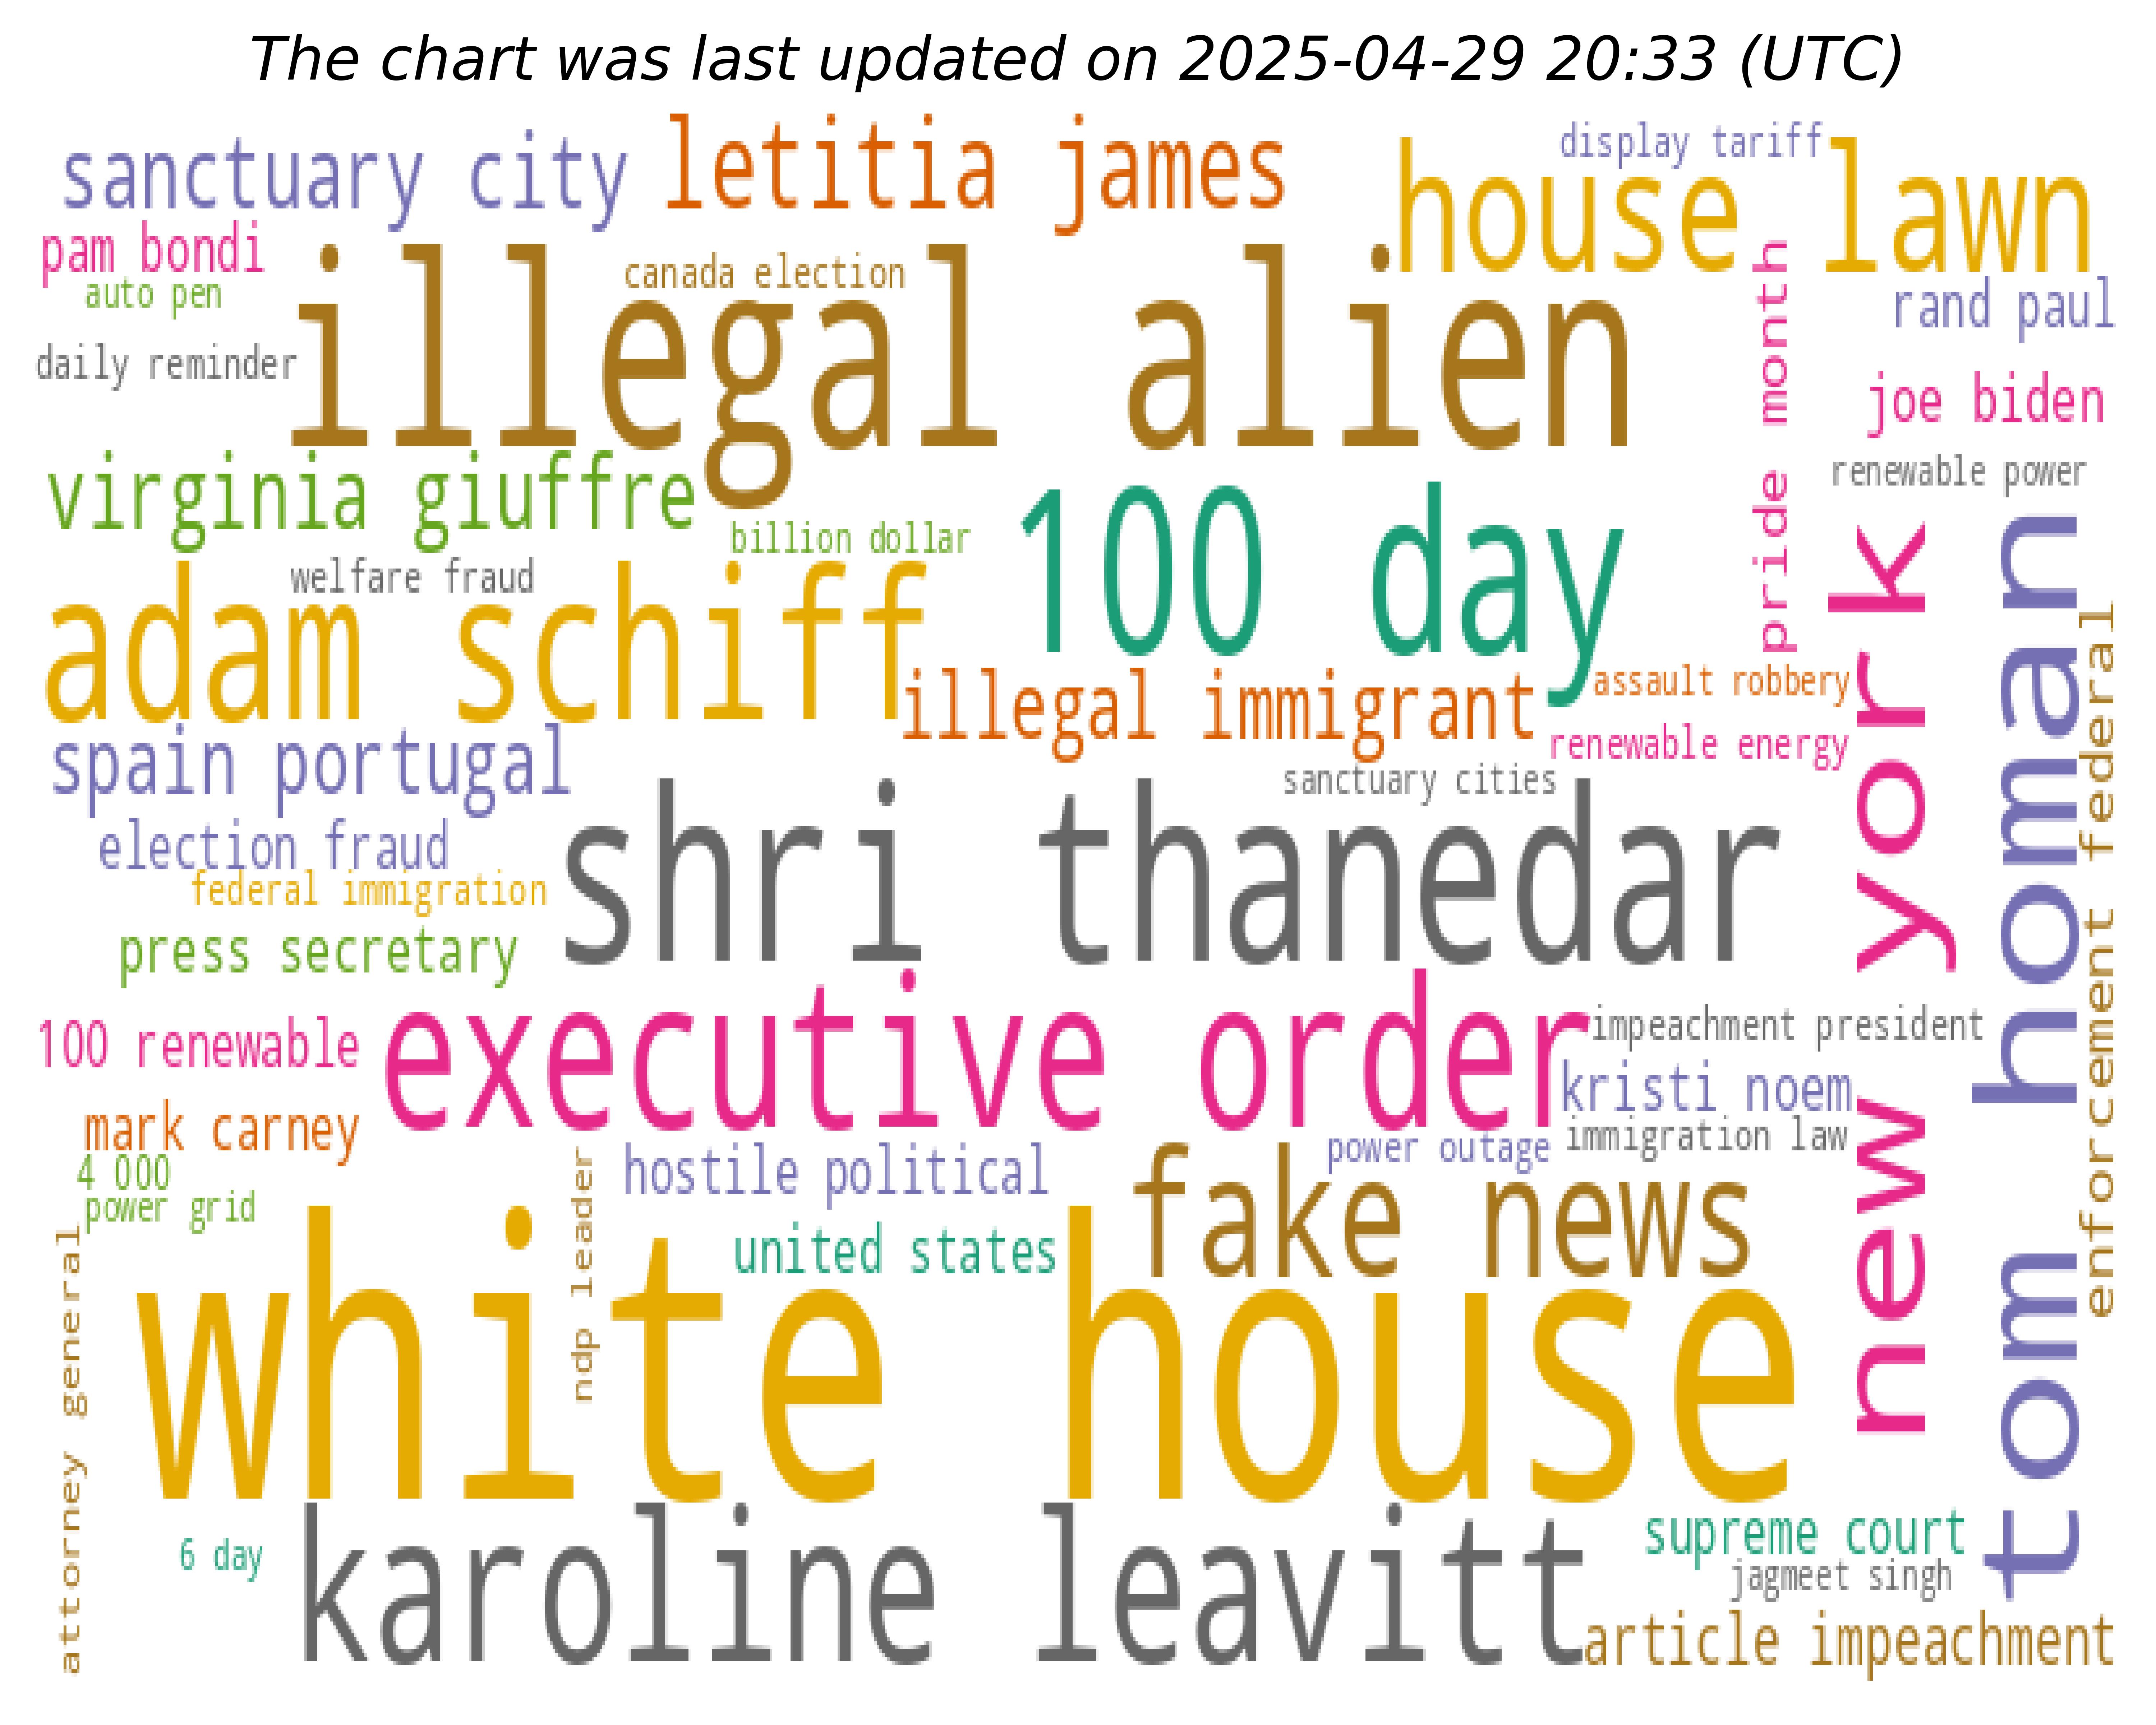 The chart was last updated on 2025-04-29 20:33 (UTC)
sanctuary city
letitia james
display tariff
house lawn
pam bondi
canada election
auto pen
illegal alien
rand paul
daily reminder
pride month
joe biden
virginia giuffre
renewable power
billion dollar
100 day
welfare fraud
adam schiff
illegal immigrant
assault robbery
new york
tom homan
enforcement federal
spain portugal
renewable energy
sanctuary cities
election fraud
shri thanedar
federal immigration
press secretary
100 renewable
executive order
impeachment president
kristi noem
mark carney
power outage
immigration law
4 000
hostile political
power grid
fake news
ndp leader
united states
attorney general
white house
6 day
karoline leavitt
supreme court
jagmeet singh
article impeachment